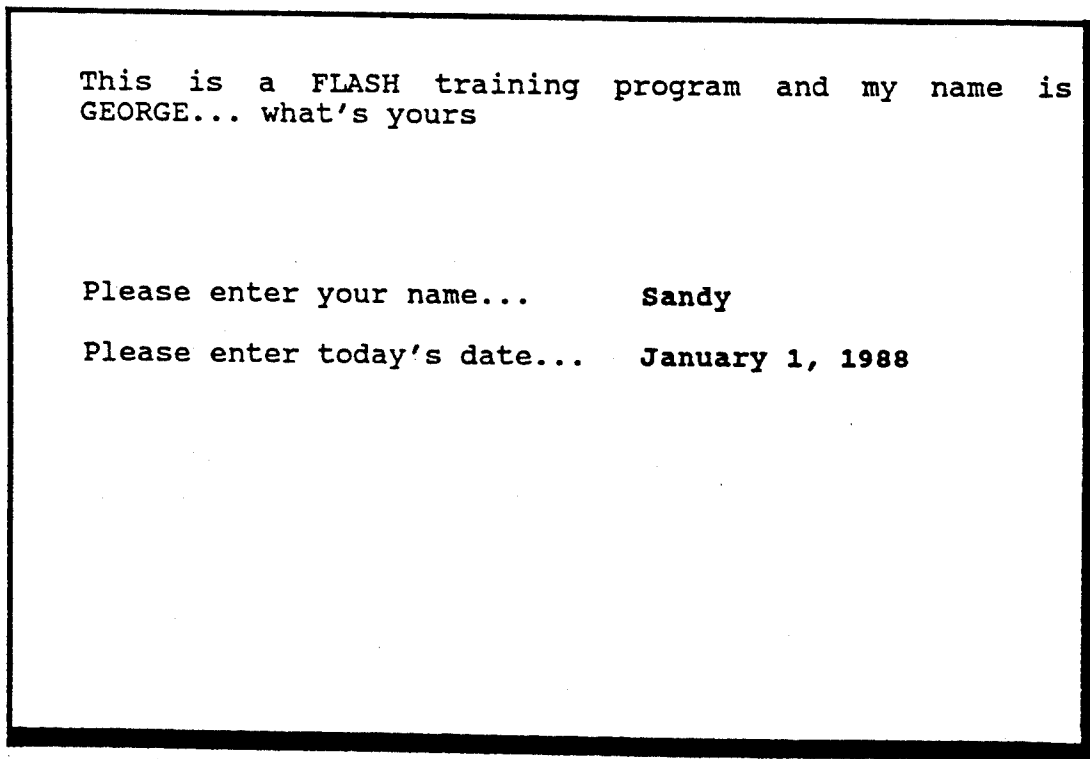 This is a FLASH training program and my name is
GEORGE... what's yours
Please enter your name... Sandy
Please enter today's date... January 1, 1988